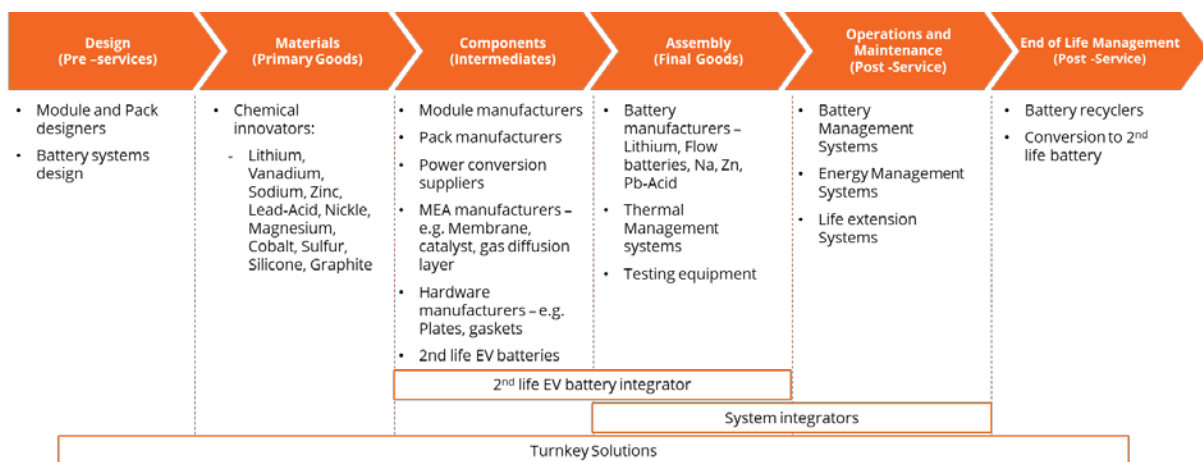 Design
(Pre –services)
Materials
(Primary Goods)
Components
(Intermediates)
Assembly
(Final Goods)
Operations and
Maintenance
(Post -Service)
End of Life Management
(Post -Service)
• Module and Pack
designers
• Battery systems
design
• Chemical
innovators:
- Lithium,
Vanadium,
Sodium, Zinc,
Lead-Acid, Nickle,
Magnesium,
Cobalt, Sulfur,
Silicone, Graphite
• Module manufacturers
• Pack manufacturers
• Power conversion
suppliers
• MEA manufacturers –
e.g. Membrane,
catalyst, gas diffusion
layer
• Hardware
manufacturers – e.g.
Plates, gaskets
• 2nd life EV batteries
• Battery
manufacturers –
Lithium, Flow
batteries, Na, Zn,
Pb-Acid
• Thermal
Management
systems
• Testing equipment
• Battery
Management
Systems
• Energy Management
Systems
• Life extension
Systems
• Battery recyclers
• Conversion to 2nd
life battery
2nd life EV battery integrator
System integrators
Turnkey Solutions